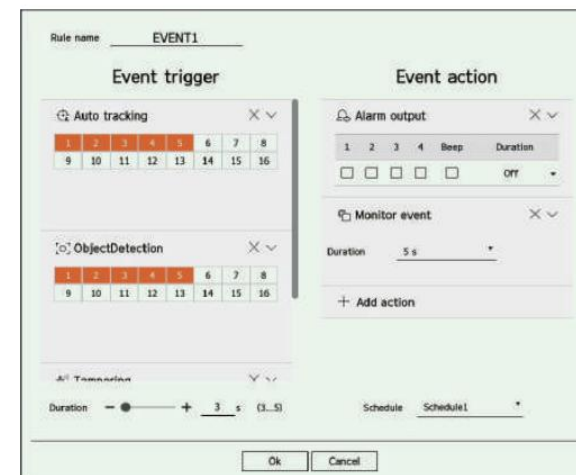 Rule name EVENT1
Event trigger
Auto tracking
1 2 3 4 5 6 7 8
9 10 11 12 13 14 15 16
ObjectDetection
1 2 3 4 5 6 7 8
9 10 11 12 13 14 15 16
Tampering
Duration 3 s (3...5)
Event action
Alarm output
1 2 3 4 Beep Duration
Off
Monitor event
Duration 5 s
Add action
Schedule Schedule1
Ok Cancel